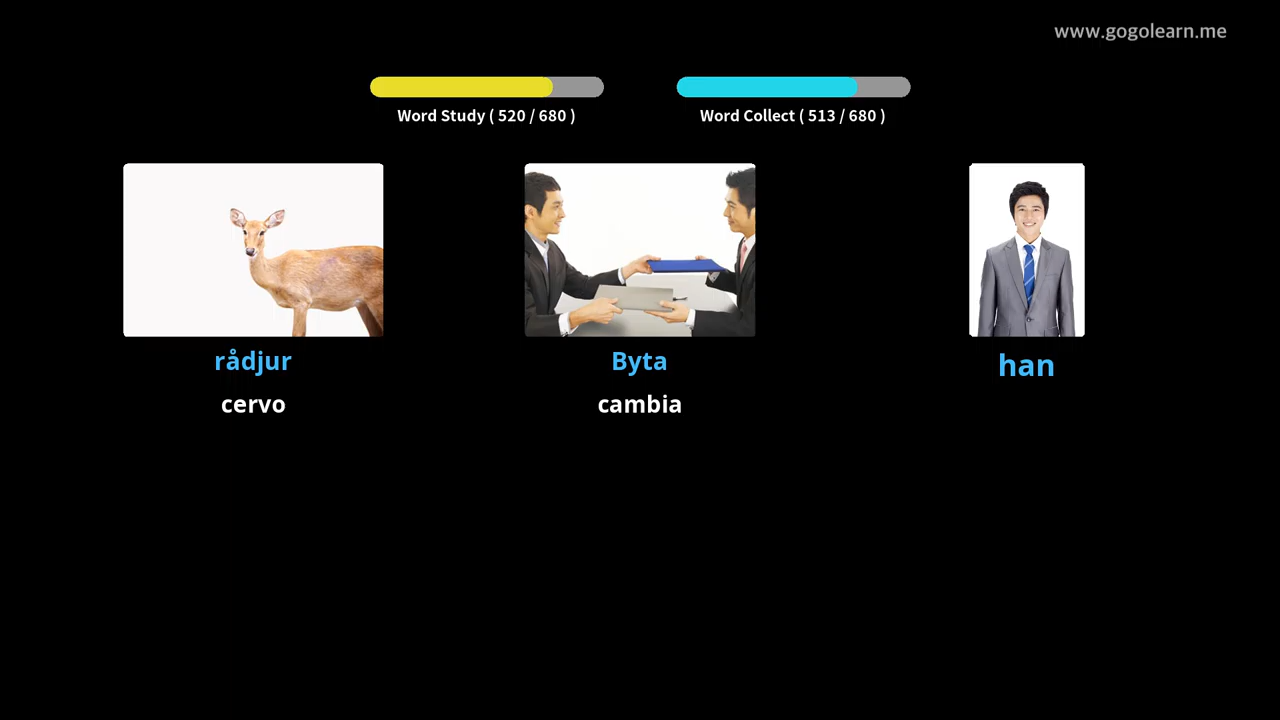 www.gogolearn.me
Word Study ( 520 / 680 )
Word Collect ( 513 / 680 )
rådjur
Byta
han
cervo
cambia